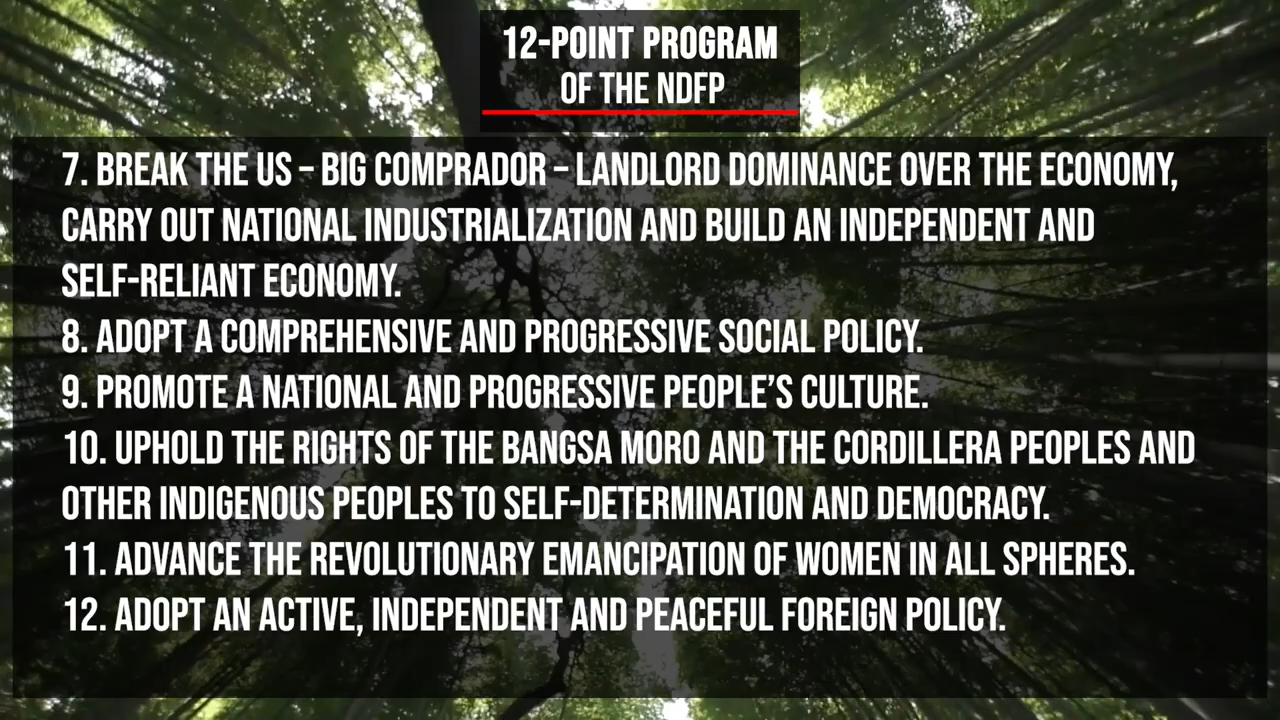 12-POINT PROGRAM
OF THE NDFP
7. BREAK THE US – BIG COMPRADOR – LANDLORD DOMINANCE OVER THE ECONOMY,
CARRY OUT NATIONAL INDUSTRIALIZATION AND BUILD AN INDEPENDENT AND
SELF-RELIANT ECONOMY.
8. ADOPT A COMPREHENSIVE AND PROGRESSIVE SOCIAL POLICY.
9. PROMOTE A NATIONAL AND PROGRESSIVE PEOPLE’S CULTURE.
10. UPHOLD THE RIGHTS OF THE BANGSA MORO AND THE CORDILLERA PEOPLES AND
OTHER INDIGENOUS PEOPLES TO SELF-DETERMINATION AND DEMOCRACY.
11. ADVANCE THE REVOLUTIONARY EMANCIPATION OF WOMEN IN ALL SPHERES.
12. ADOPT AN ACTIVE, INDEPENDENT AND PEACEFUL FOREIGN POLICY.